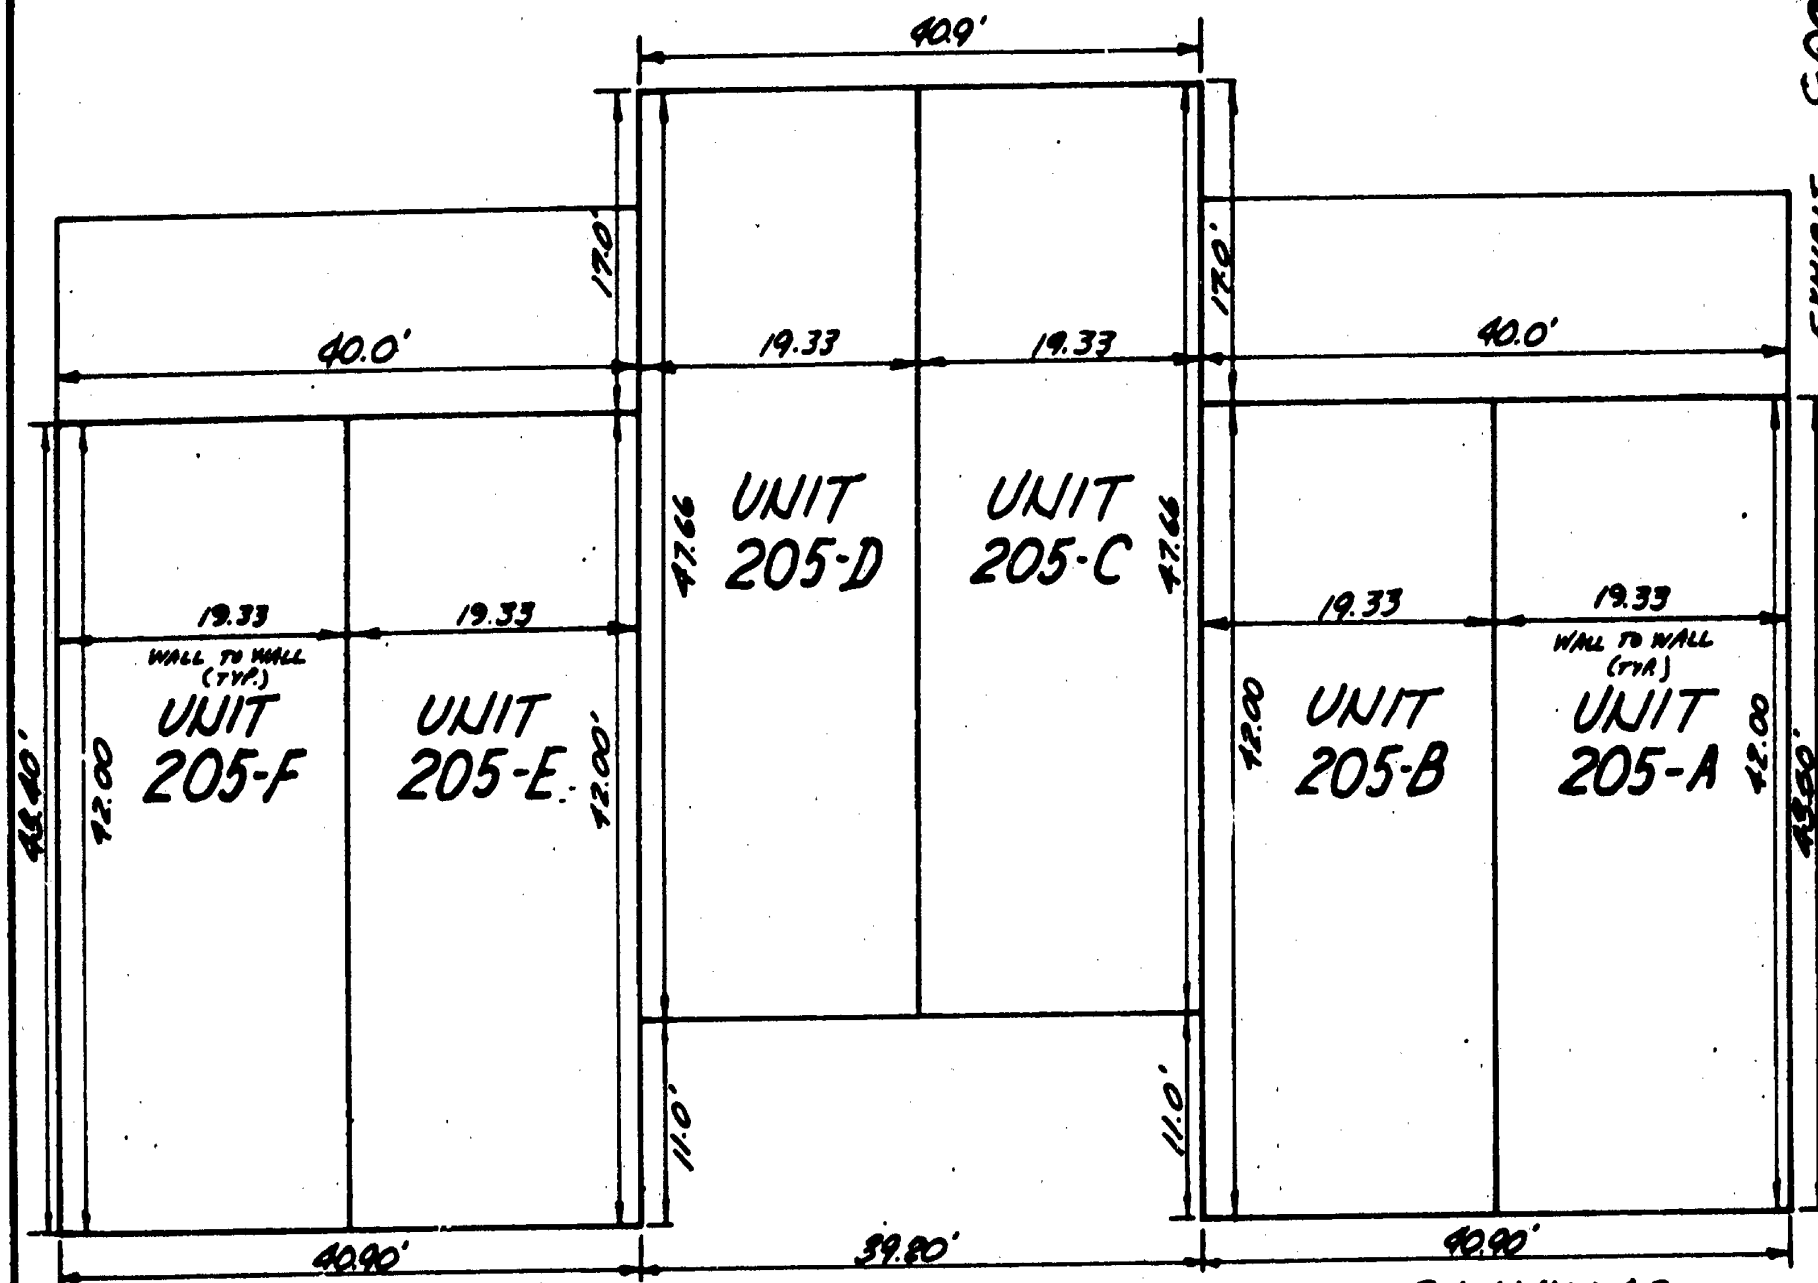 40.9'
17.0'
17.0'
40.0'
19.33
19.33
40.0'
UNIT
205-D
UNIT
205-C
47.66
47.66
19.33
WALL TO WALL
(TYP.)
UNIT
205-F
19.33
UNIT
205-E
19.33
UNIT
205-B
19.33
WALL TO WALL
(TYP.)
UNIT
205-A
42.00
42.00'
42.00
42.00
11.0'
11.0'
40.90'
39.80'
40.90'